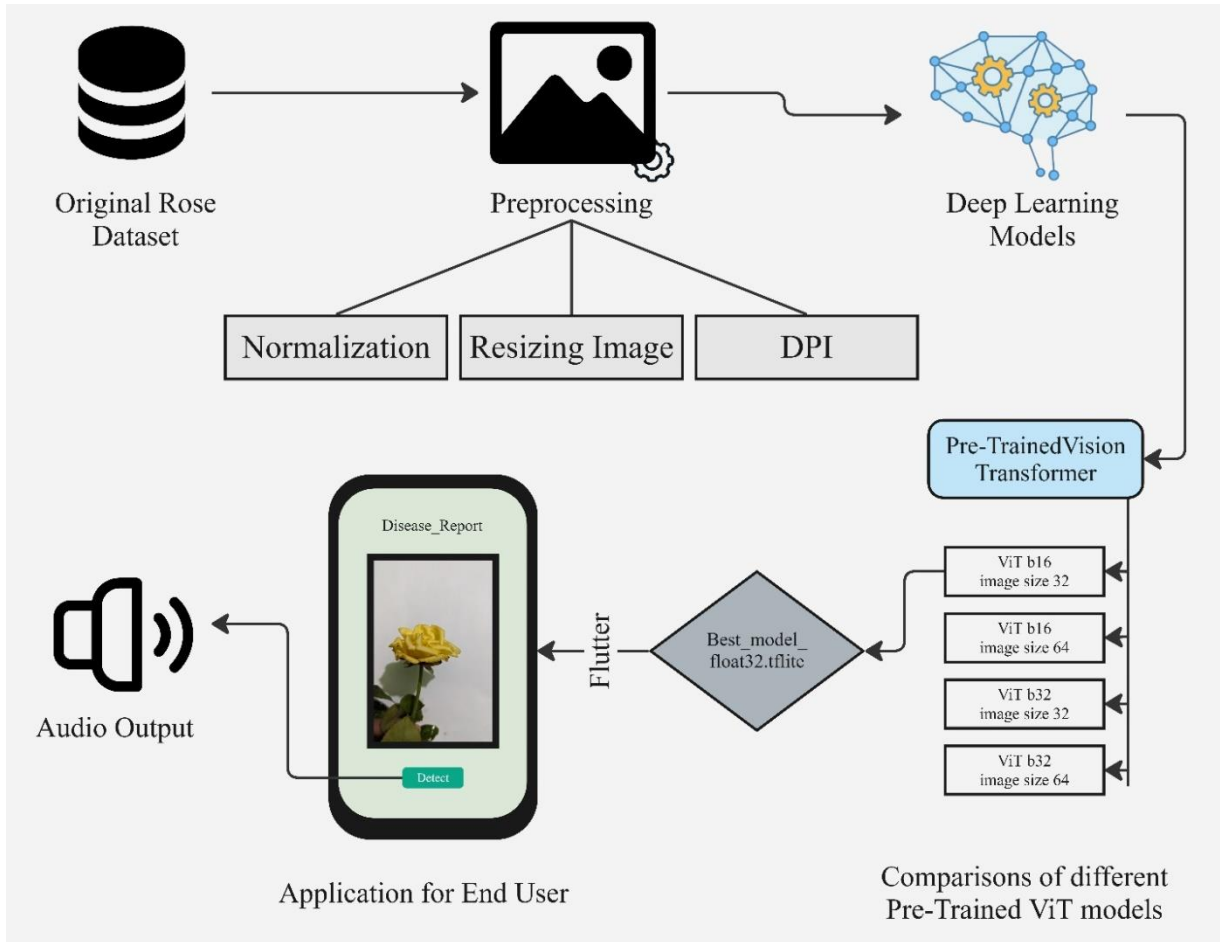 Original Rose
Dataset
Preprocessing
Deep Learning
Models
Normalization
Resizing Image
DPI
Pre-TrainedVision
Transformer
ViT b16
image size 32
ViT b16
image size 64
ViT b32
image size 32
ViT b32
image size 64
Comparisons of different
Pre-Trained ViT models
Best_model_
float32.tflite
Flutter
Disease_Report
Detect
Application for End User
Audio Output